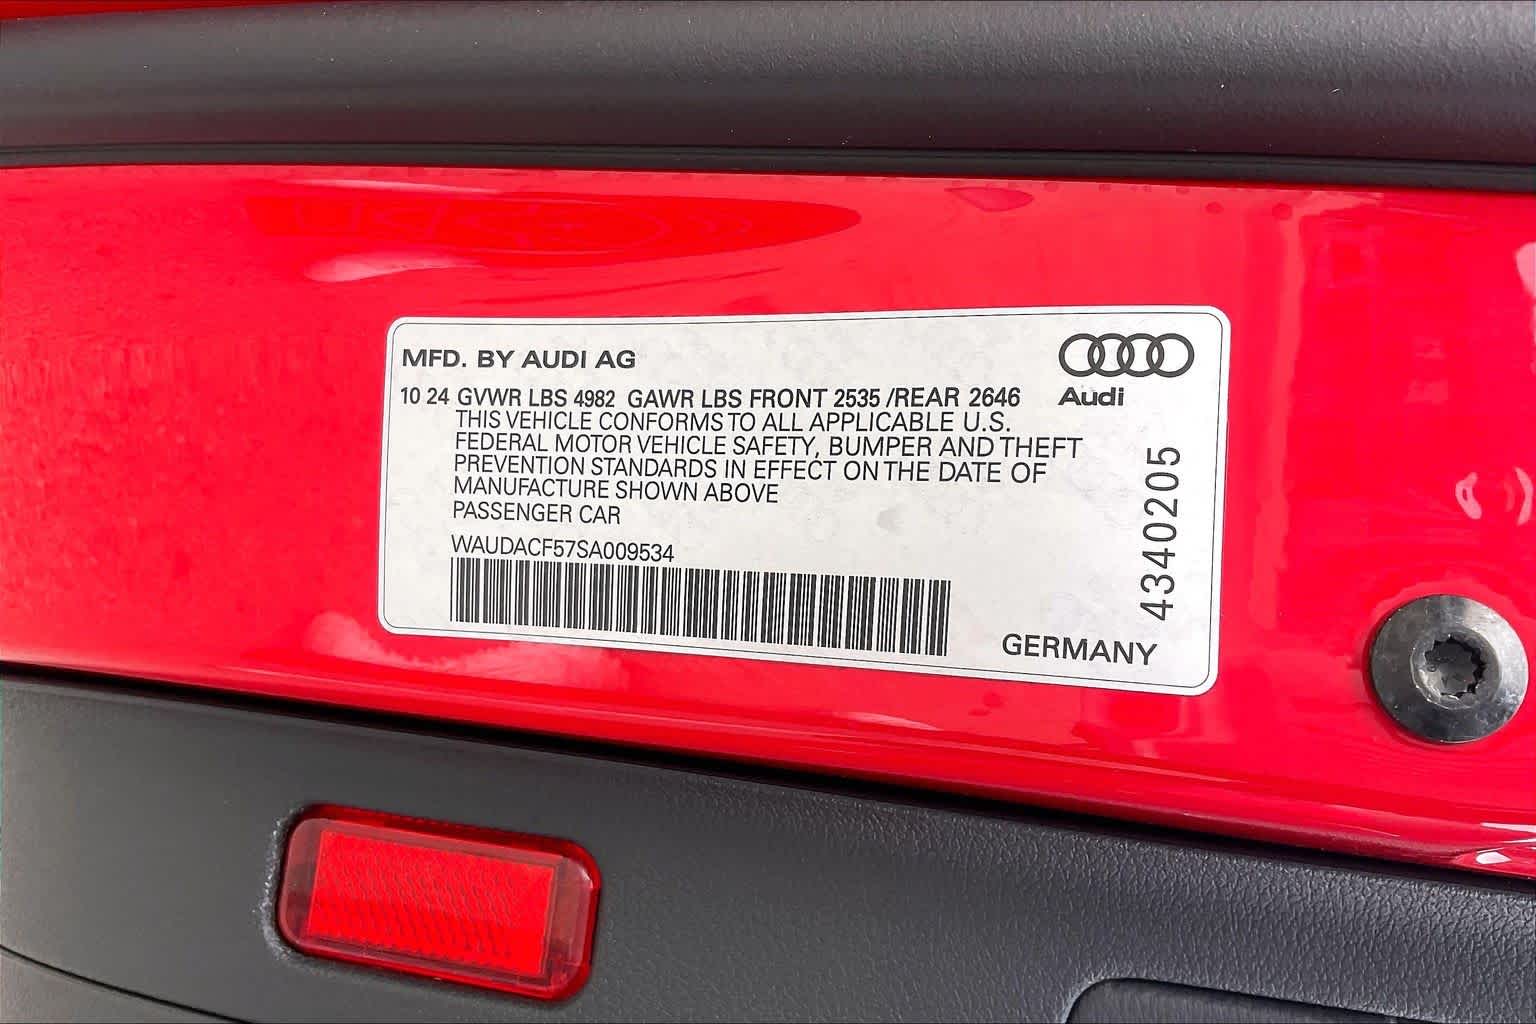 MFD. BY AUDI AG
Audi
10 24 GVWR LBS 4982 GAWR LBS FRONT 2535 /REAR 2646
THIS VEHICLE CONFORMS TO ALL APPLICABLE U.S.
FEDERAL MOTOR VEHICLE SAFETY, BUMPER AND THEFT
PREVENTION STANDARDS IN EFFECT ON THE DATE OF
MANUFACTURE SHOWN ABOVE
PASSENGER CAR
WAUDACF57SA009534
4340205
GERMANY